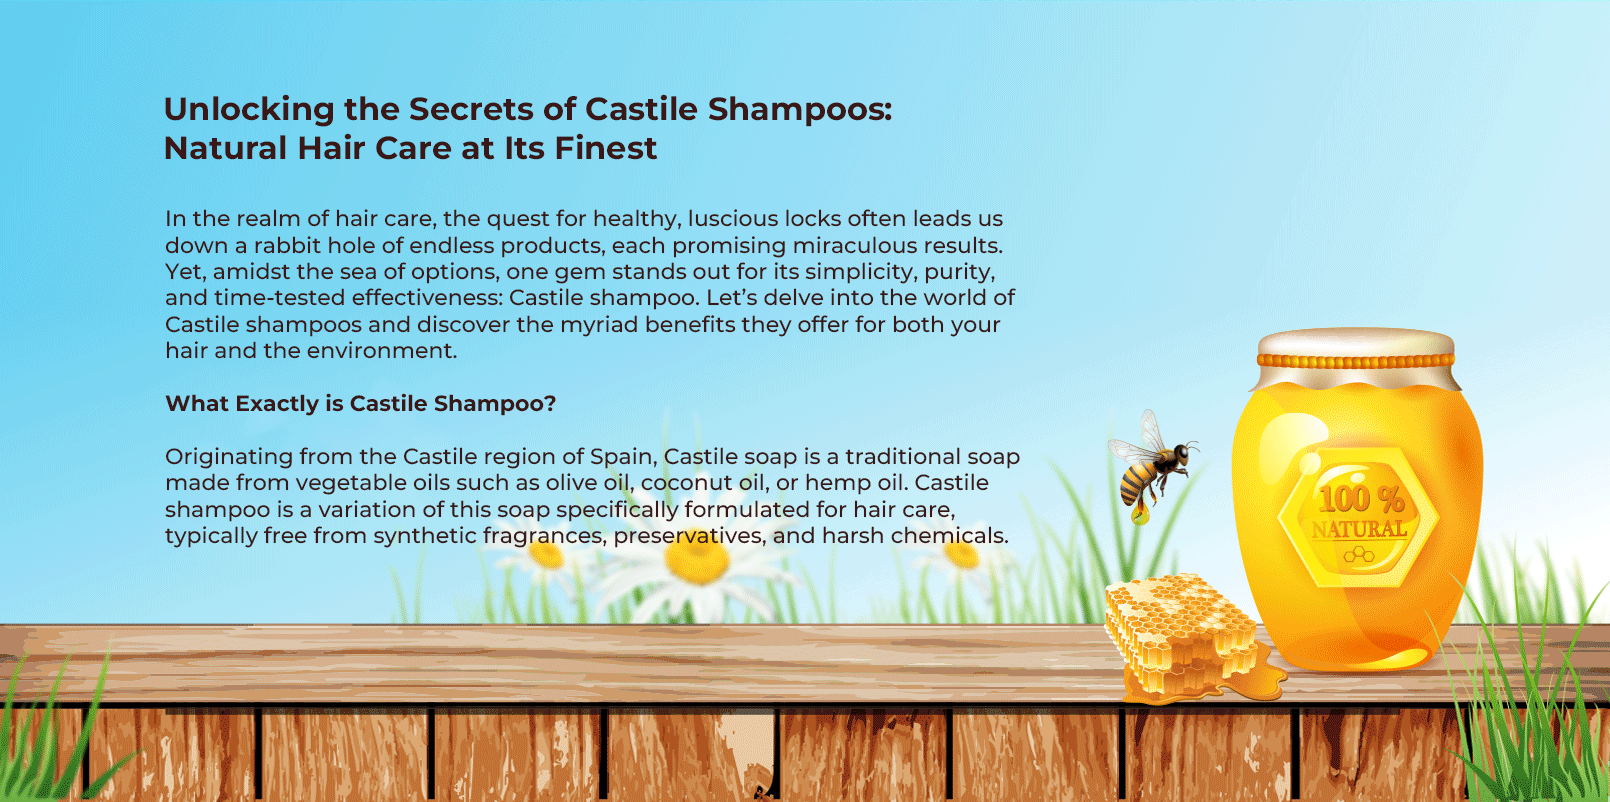 Unlocking the Secrets of Castile Shampoos:
Natural Hair Care at Its Finest
In the realm of hair care, the quest for healthy, luscious locks often leads us
down a rabbit hole of endless products, each promising miraculous results.
Yet, amidst the sea of options, one gem stands out for its simplicity, purity,
and time-tested effectiveness: Castile shampoo. Let’s delve into the world of
Castile shampoos and discover the myriad benefits they offer for both your
hair and the environment.
What Exactly is Castile Shampoo?
Originating from the Castile region of Spain, Castile soap is a traditional soap
made from vegetable oils such as olive oil, coconut oil, or hemp oil. Castile
shampoo is a variation of this soap specifically formulated for hair care,
typically free from synthetic fragrances, preservatives, and harsh chemicals.
100 %
NATURAL